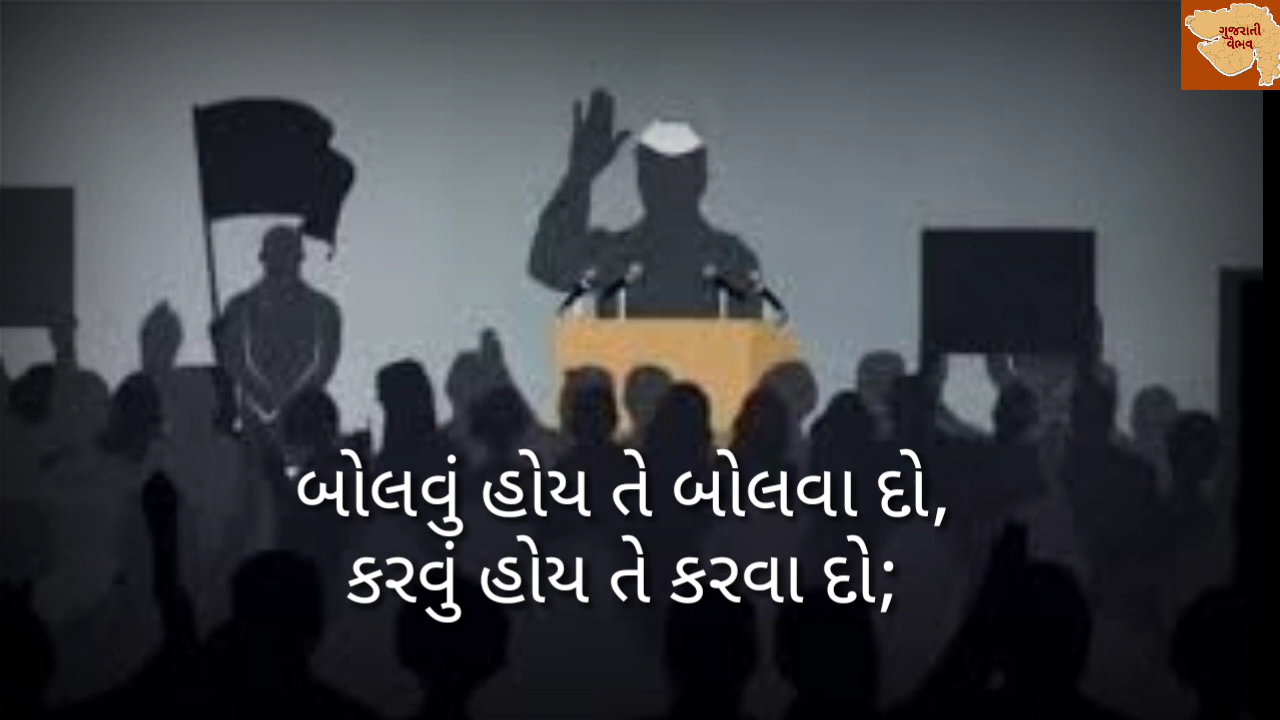 ગુજરાતી
વૈભવ
બોલવું હોય તે બોલવા દો,
કરવું હોય તે કરવા દો;